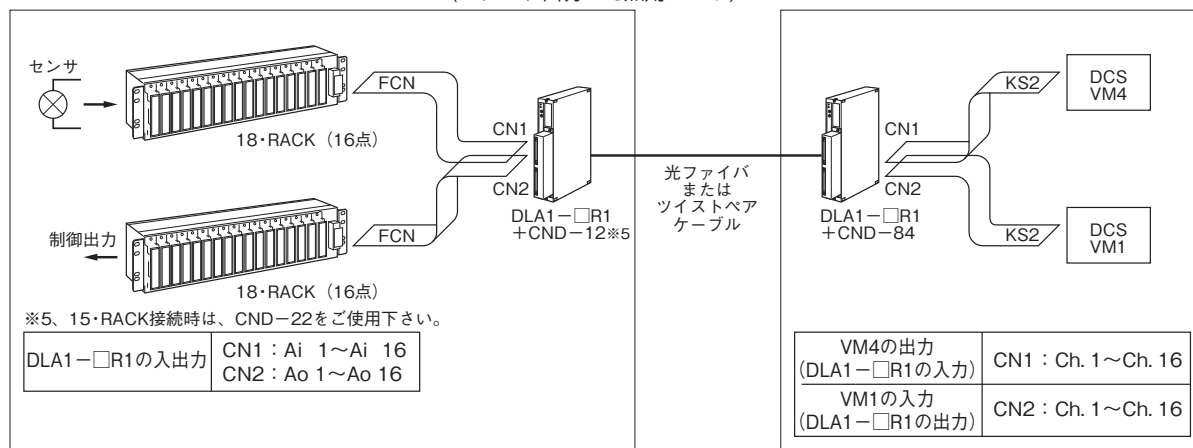 センサ
FCN
18・RACK (16点)
制御出力
FCN
18・RACK (16点)
CN1
CN2
DLA1−□R1
+CND−12※5
光ファイバ
または
ツイストペア
ケーブル
CN1
CN2
DLA1−□R1
+CND−84
KS2
DCS
VM4
KS2
DCS
VM1
※5、15・RACK接続時は、CND−22をご使用下さい。
DLA1−□R1の入出力
CN1：Ai 1〜Ai 16
CN2：Ao 1〜Ao 16
VM4の出力
(DLA1−□R1の入力)
CN1：Ch. 1〜Ch. 16
VM1の入力
(DLA1−□R1の出力)
CN2：Ch. 1〜Ch. 16